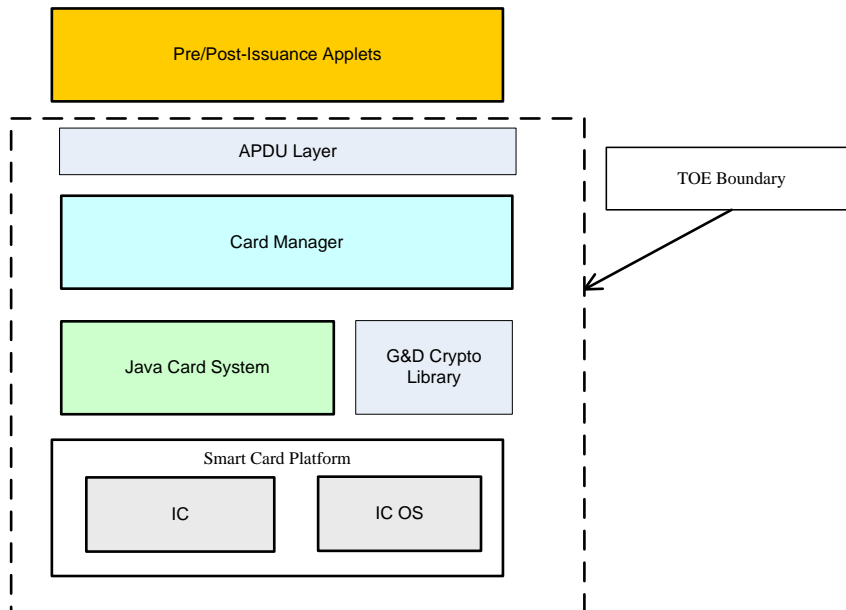 Pre/Post-Issuance Applets
APDU Layer
TOE Boundary
Card Manager
Java Card System
G&D Crypto
Library
Smart Card Platform
IC
IC OS